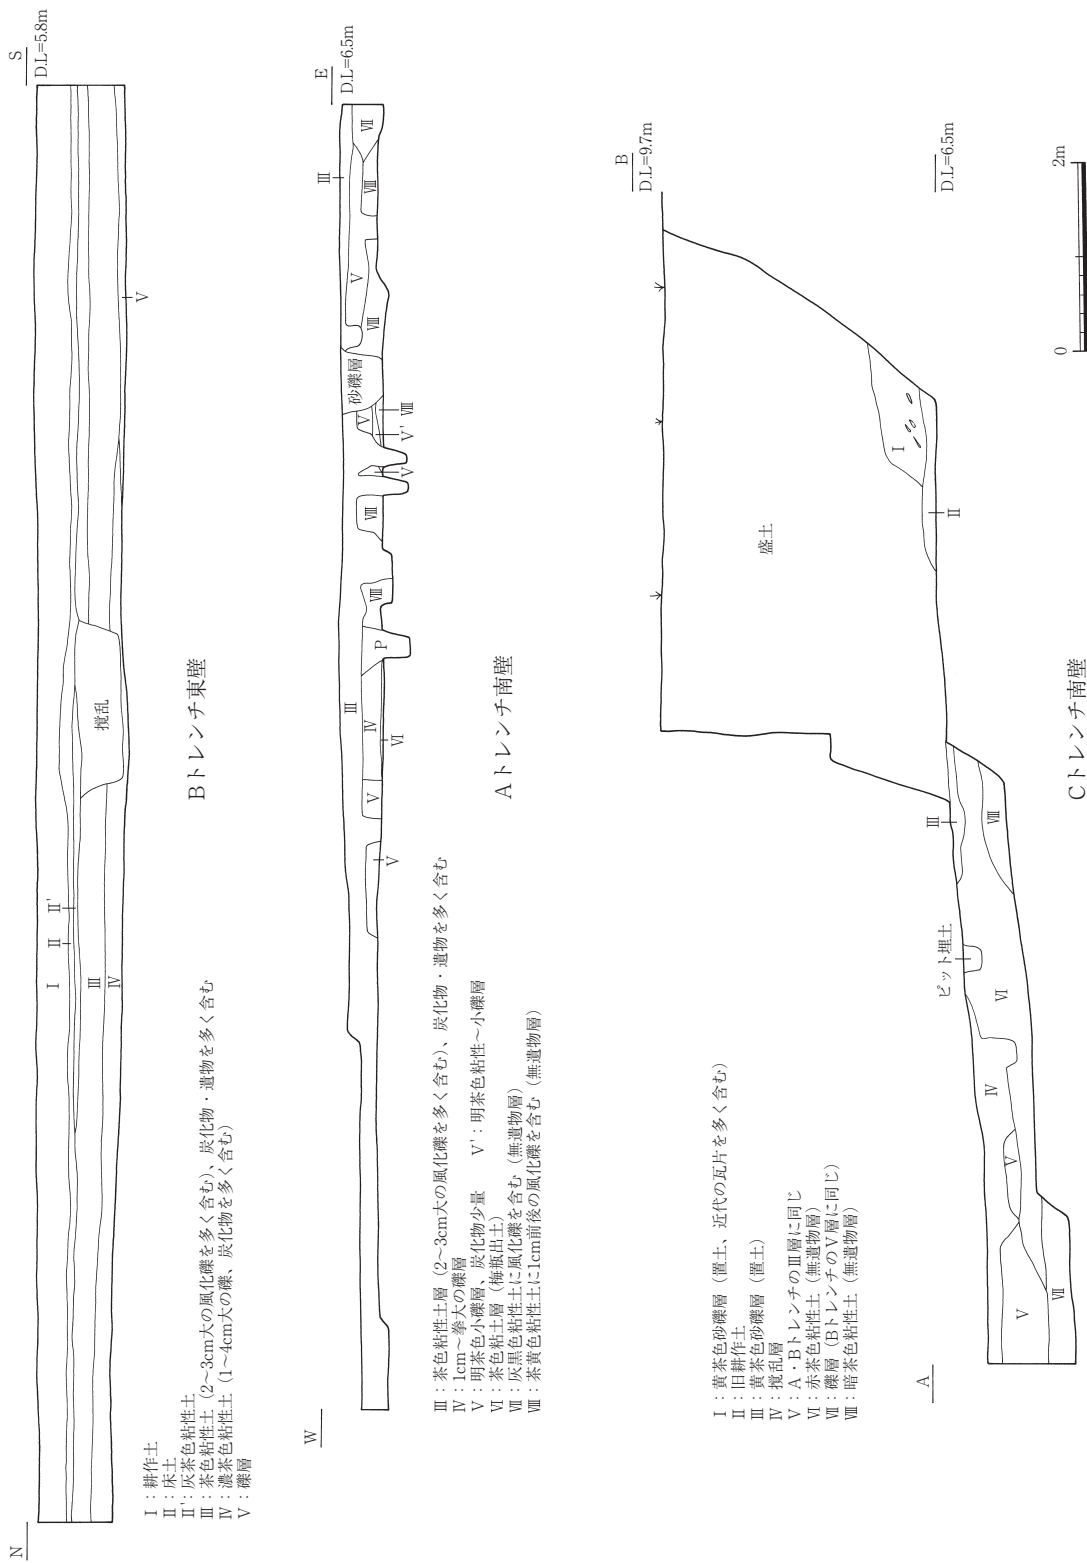 N
S
D.L=5.8m
Ⅰ
Ⅱ
Ⅱ'
Ⅲ
Ⅳ
攪乱
Ⅴ
Bトレンチ東壁
Ⅰ：耕作土
Ⅱ：床土
Ⅱ'：灰茶色粘性土
Ⅲ：茶色粘性土（2～3cm大の風化礫を多く含む）、炭化物・遺物を多く含む
Ⅳ：濃茶色粘性土（1～4cm大の礫、炭化物を多く含む）
Ⅴ：礫層
W
E
D.L=6.5m
Ⅴ
Ⅴ
Ⅲ
Ⅳ
Ⅵ
P
Ⅷ
Ⅷ
Ⅴ
Ⅴ'
Ⅴ
Ⅷ
砂礫層
Ⅷ
Ⅴ
Ⅲ
Ⅷ
Ⅶ
Aトレンチ南壁
Ⅲ：茶色粘性土層（2～3cm大の風化礫を多く含む）、炭化物・遺物を多く含む
Ⅳ：1cm～拳大の礫層
Ⅴ：明茶色小礫層、炭化物少量　Ⅴ'：明茶色粘性～小礫層
Ⅵ：茶色粘土層（梅瓶出土）
Ⅶ：灰黒色粘性土に風化礫を含む（無遺物層）
Ⅷ：茶黄色粘性土に1cm前後の風化礫を含む（無遺物層）
A
B
D.L=9.7m
D.L=6.5m
盛土
Ⅰ
Ⅱ
Ⅲ
Ⅷ
ピット埋土
Ⅵ
Ⅳ
Ⅴ
Ⅴ
Ⅶ
Cトレンチ南壁
Ⅰ：黄茶色砂礫層（置土、近代の瓦片を多く含む）
Ⅱ：旧耕作土
Ⅲ：黄茶色砂礫層（置土）
Ⅳ：攪乱層
Ⅴ：A・BトレンチのⅢ層に同じ
Ⅵ：赤茶色粘性土（無遺物層）
Ⅶ：礫層（BトレンチのⅤ層に同じ）
Ⅷ：暗茶色粘性土（無遺物層）
0
2m